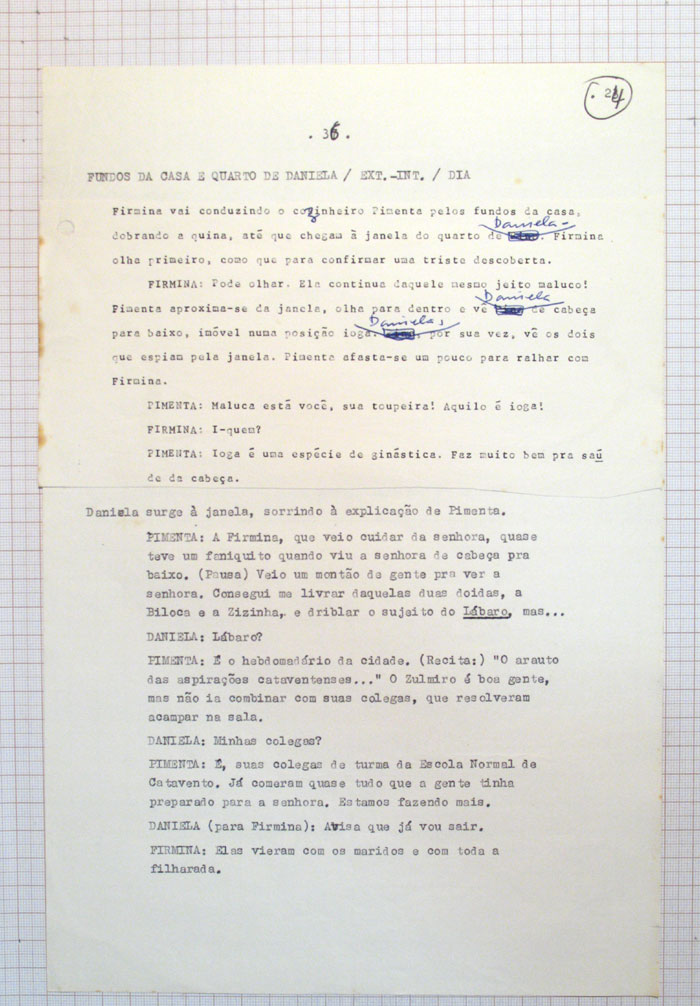 . 24
. 36 .
FUNDOS DA CASA E QUARTO DE DANIELA / EXT.-INT. / DIA
Firmina vai conduzindo o cozinheiro Pimenta pelos fundos da casa,
dobrando a quina, até que chegam à janela do quarto de Daniela. Firmina
olha primeiro, como que para confirmar uma triste descoberta.
FIRMINA: Pode olhar. Ela continua daquele mesmo jeito maluco!
Pimenta aproxima-se da janela, olha para dentro e vê Daniela de cabeça
para baixo, imóvel numa posição ioga. Daniela, por sua vez, vê os dois
que espiam pela janela. Pimenta afasta-se um pouco para ralhar com
Firmina.
PIMENTA: Maluca está você, sua toupeira! Aquilo é ioga!
FIRMINA: I-quem?
PIMENTA: Ioga é uma espécie de ginástica. Faz muito bem pra saú
de da cabeça.
Daniela surge à janela, sorrindo à explicação de Pimenta.
PIMENTA: A Firmina, que veio cuidar da senhora, quase
teve um faniquito quando viu a senhora de cabeça pra
baixo. (Pausa) Veio um montão de gente pra ver a
senhora. Consegui me livrar daquelas duas doidas, a
Biloca e a Zizinha, e driblar o sujeito do Lábaro, mas...
DANIELA: Lábaro?
PIMENTA: É o hebdomadário da cidade. (Recita:) "O arauto
das aspirações cataventenses..." O Zulmiro é boa gente,
mas não ia combinar com suas colegas, que resolveram
acampar na sala.
DANIELA: Minhas colegas?
PIMENTA: É, suas colegas de turma da Escola Normal de
Catavento. Já comeram quase tudo que a gente tinha
preparado para a senhora. Estamos fazendo mais.
DANIELA (para Firmina): Avisa que já vou sair.
FIRMINA: Elas vieram com os maridos e com toda a
filharada.